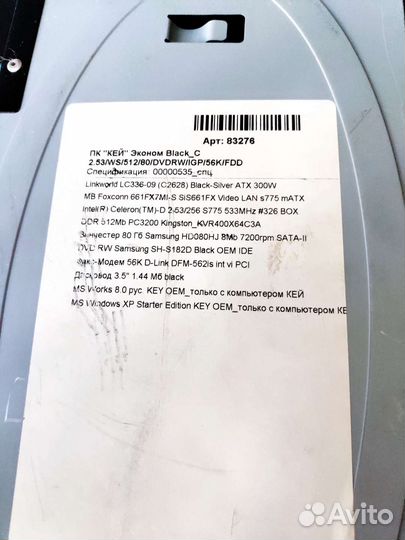 Арт: 83276
ПК "КЕЙ" Эконом Black_C
2.53/WS/512/80/DVDRW/IGP/56K/FDD
Спецификация 00000535_спц.
Linkworld LC336-09 (C2628) Black-Silver ATX 300W
MB Foxconn 661FX7MI-S SiS661FX Video LAN s775 mATX
Intel(R) Celeron(TM)-D 2.53/256 S775 533MHz #326 BOX
DDR 512Mb PC3200 Kingston_KVR400X64C3A
Винчестер 80 Гб Samsung HD080HJ 8Mb 7200rpm SATA-II
DVD RW Samsung SH-S182D Black OEM IDE
Факс-Модем 56K D-Link DFM-562is int vi PCI
Дисковод 3.5" 1.44 Мб black
MS Works 8.0 рус KEY OEM_только с компьютером КЕЙ
MS Windows XP Starter Edition KEY OEM_только с компьютером КЕ
Avito